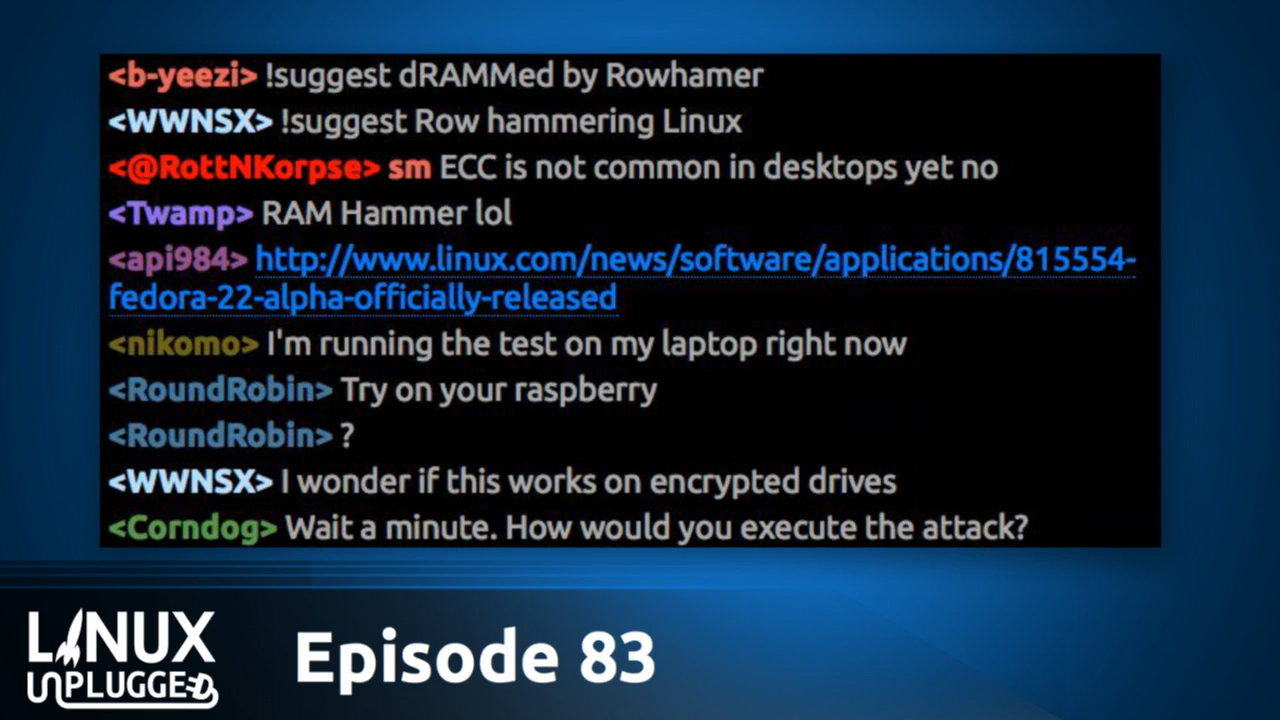 <b-yeezi> !suggest dRAMMed by Rowhamer
<WWNSX> !suggest Row hammering Linux
<@RottNKorpse> sm ECC is not common in desktops yet no
<Twamp> RAM Hammer lol
<api984> http://www.linux.com/news/software/applications/815554-
fedora-22-alpha-officially-released
<nikomo> I'm running the test on my laptop right now
<RoundRobin> Try on your raspberry
<RoundRobin> ?
<WWNSX> I wonder if this works on encrypted drives
<Corndog> Wait a minute. How would you execute the attack?
LINUX
UNPLUGGED
Episode 83